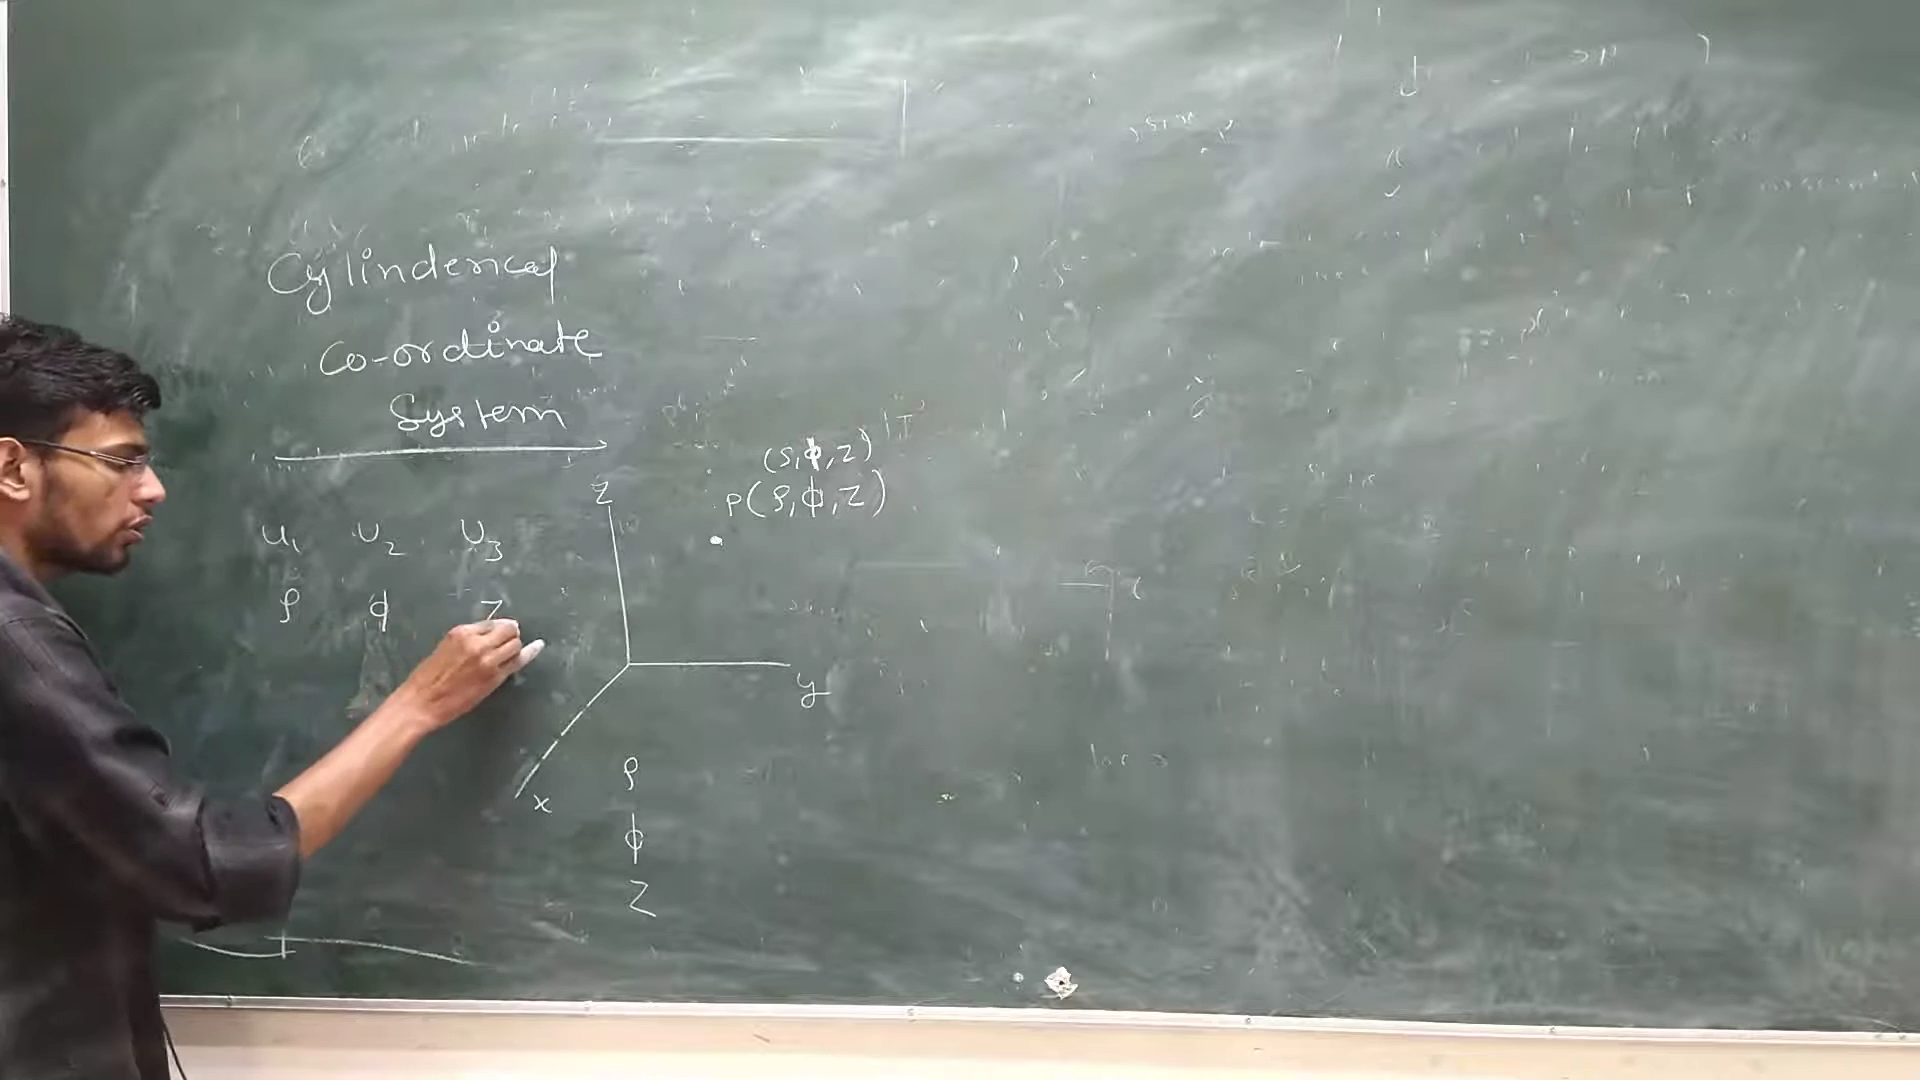 Cylinderical
Co-ordinate
System
(S, ϕ, Z)
P(ρ, ϕ, Z)
Z
U1 U2 U3
ρ ϕ Z
y
x
ρ
ϕ
Z